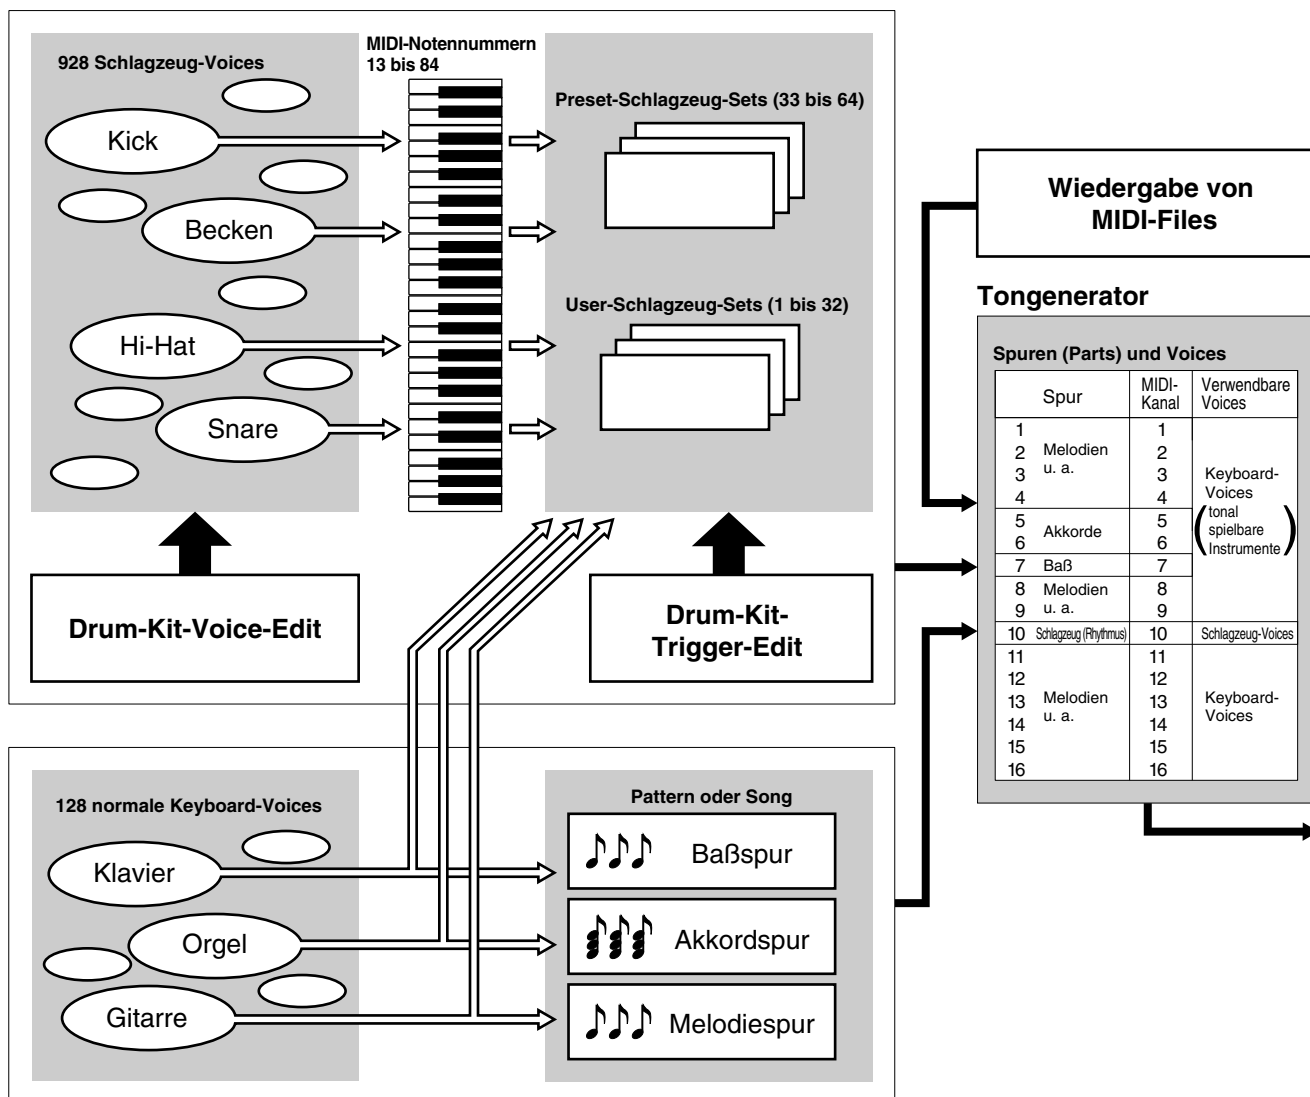 928 Schlagzeug-Voices
MIDI-Notennummern
13 bis 84
Kick
Becken
Hi-Hat
Snare
Preset-Schlagzeug-Sets (33 bis 64)
User-Schlagzeug-Sets (1 bis 32)
Drum-Kit-Voice-Edit
Drum-Kit-
Trigger-Edit
128 normale Keyboard-Voices
Klavier
Orgel
Gitarre
Pattern oder Song
Baßspur
Akkordspur
Melodiespur
Wiedergabe von
MIDI-Files
Tongenerator
Spuren (Parts) und Voices
Spur
MIDI-
Kanal
Verwendbare
Voices
1 1
2 Melodien 2
3 u. a. 3
4 4
5 5
Akkorde
6 6
7 Baß 7
8 Melodien 8
9 u. a. 9
Keyboard-
Voices
(tonal
spielbare
Instrumente)
10 Schlagzeug (Rhythmus) 10 Schlagzeug-Voices
11 11
12 12
13 Melodien 13 Keyboard-
14 u. a. 14 Voices
15 15
16 16